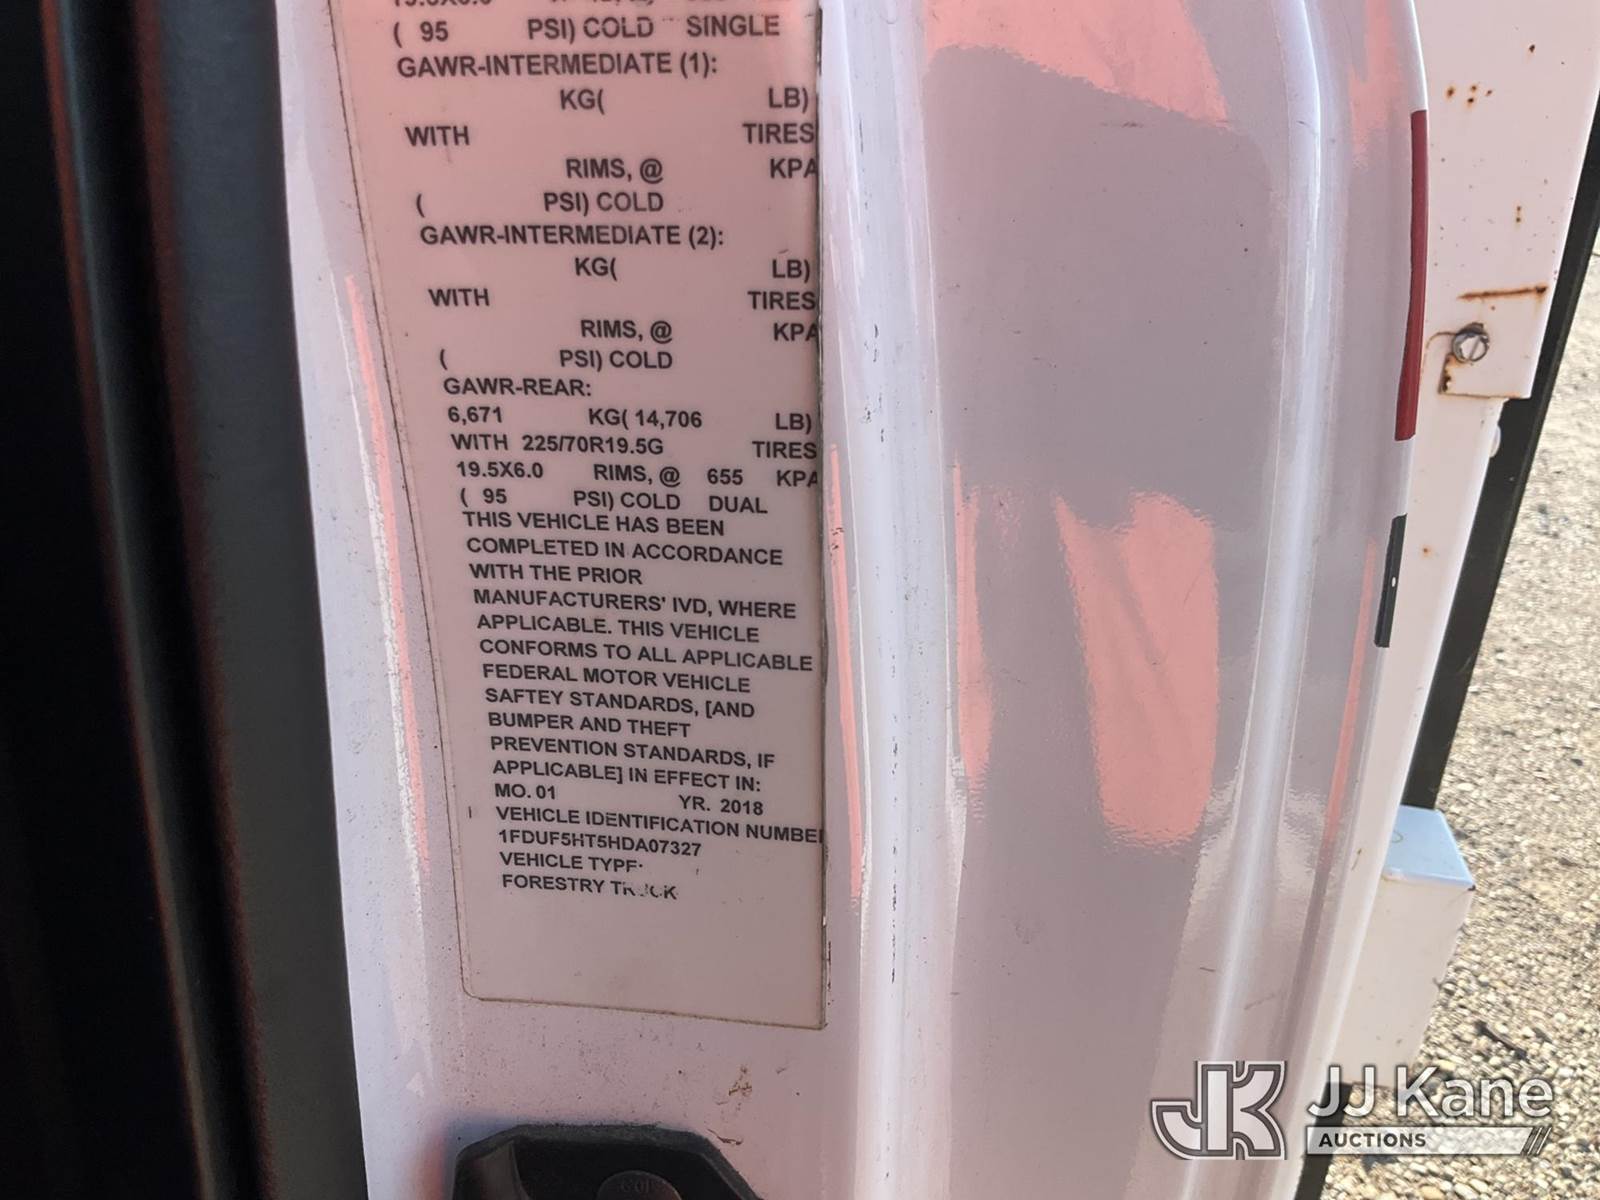 ( 95 PSI) COLD SINGLE
GAWR-INTERMEDIATE (1):
KG( LB)
WITH TIRES
RIMS, @ KPA
( PSI) COLD
GAWR-INTERMEDIATE (2):
KG( LB)
WITH TIRES
RIMS, @ KPA
( PSI) COLD
GAWR-REAR:
6,671 KG( 14,706 LB)
WITH 225/70R19.5G TIRES
19.5X6.0 RIMS, @ 655 KPA
( 95 PSI) COLD DUAL
THIS VEHICLE HAS BEEN
COMPLETED IN ACCORDANCE
WITH THE PRIOR
MANUFACTURERS' IVD, WHERE
APPLICABLE. THIS VEHICLE
CONFORMS TO ALL APPLICABLE
FEDERAL MOTOR VEHICLE
SAFTEY STANDARDS, [AND
BUMPER AND THEFT
PREVENTION STANDARDS, IF
APPLICABLE] IN EFFECT IN:
MO. 01 YR. 2018
VEHICLE IDENTIFICATION NUMBER
1FDUF5HT5HDA07327
VEHICLE TYPE:
FORESTRY TRUCK
JK JJ Kane
AUCTIONS